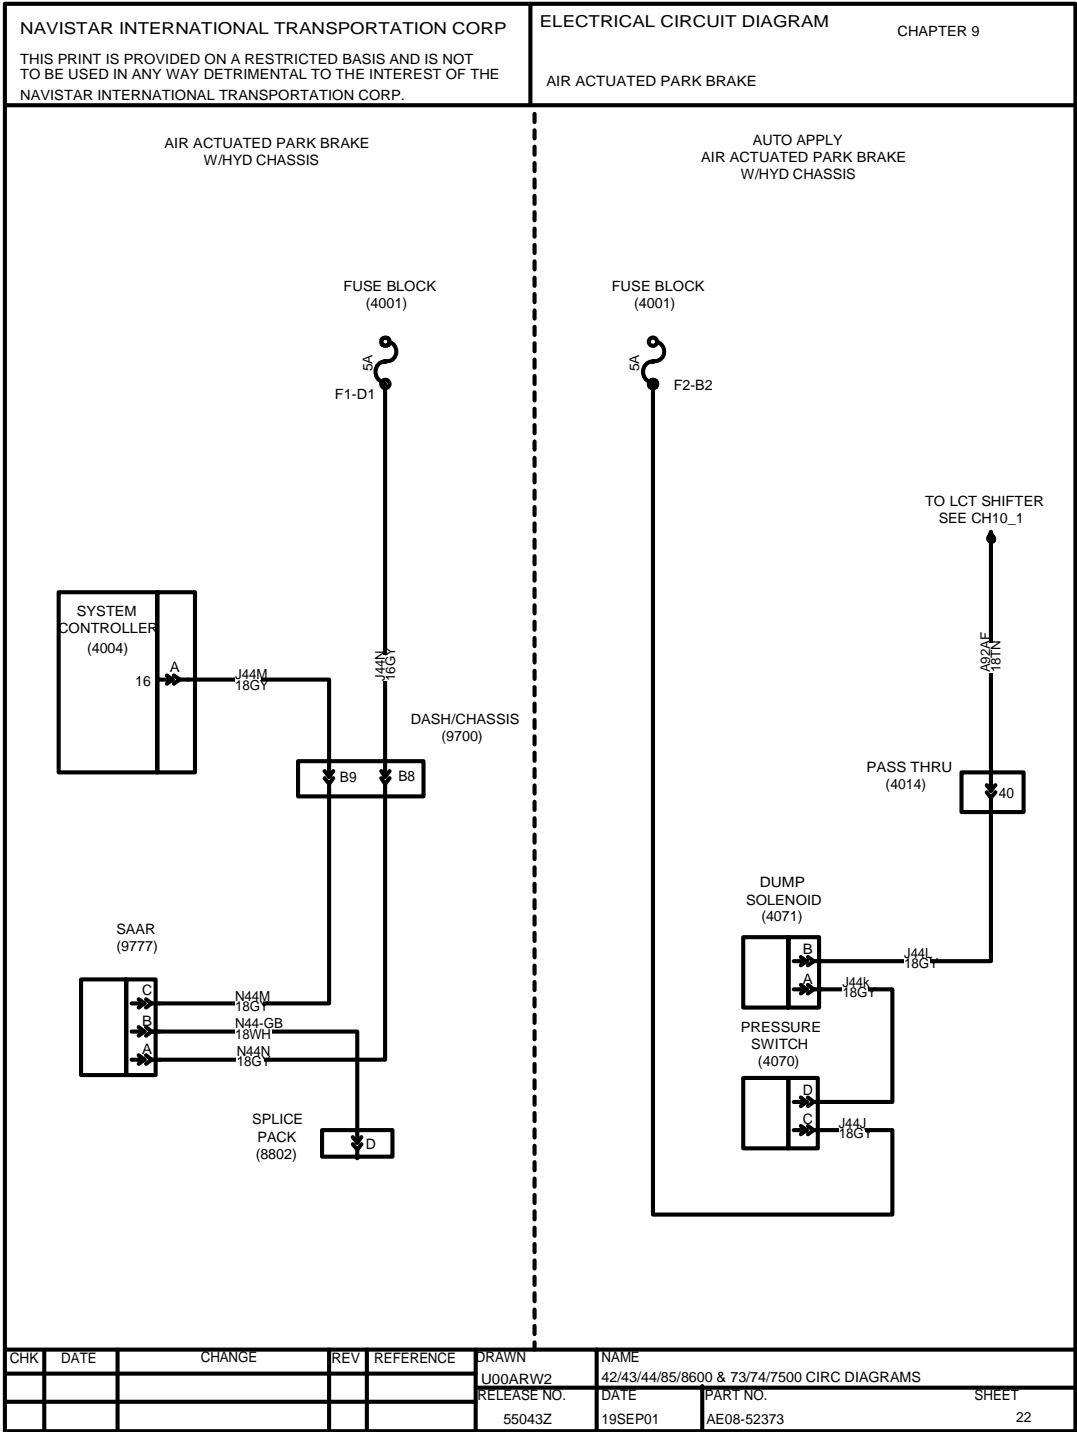 NAVISTAR INTERNATIONAL TRANSPORTATION CORP
THIS PRINT IS PROVIDED ON A RESTRICTED BASIS AND IS NOT
TO BE USED IN ANY WAY DETRIMENTAL TO THE INTEREST OF THE
NAVISTAR INTERNATIONAL TRANSPORTATION CORP.
ELECTRICAL CIRCUIT DIAGRAM
CHAPTER 9
AIR ACTUATED PARK BRAKE
AIR ACTUATED PARK BRAKE
W/HYD CHASSIS
FUSE BLOCK
(4001)
5A
F1-D1
SYSTEM
CONTROLLER
(4004)
16
A
J44M
18GY
J44N
16GY
DASH/CHASSIS
(9700)
B9
B8
SAAR
(9777)
C
N44M
18GY
B
N44-GB
18WH
A
N44N
18GY
SPLICE
PACK
(8802)
D
AUTO APPLY
AIR ACTUATED PARK BRAKE
W/HYD CHASSIS
FUSE BLOCK
(4001)
5A
F2-B2
TO LCT SHIFTER
SEE CH10_1
A92AF
18TN
PASS THRU
(4014)
40
DUMP
SOLENOID
(4071)
B
J44L
18GY
A
J44k
18GY
PRESSURE
SWITCH
(4070)
D
C
J44J
18GY
CHK DATE CHANGE REV REFERENCE
DRAWN
U00ARW2
NAME
42/43/44/85/8600 & 73/74/7500 CIRC DIAGRAMS
RELEASE NO.
55043Z
DATE
19SEP01
PART NO.
AE08-52373
SHEET
22